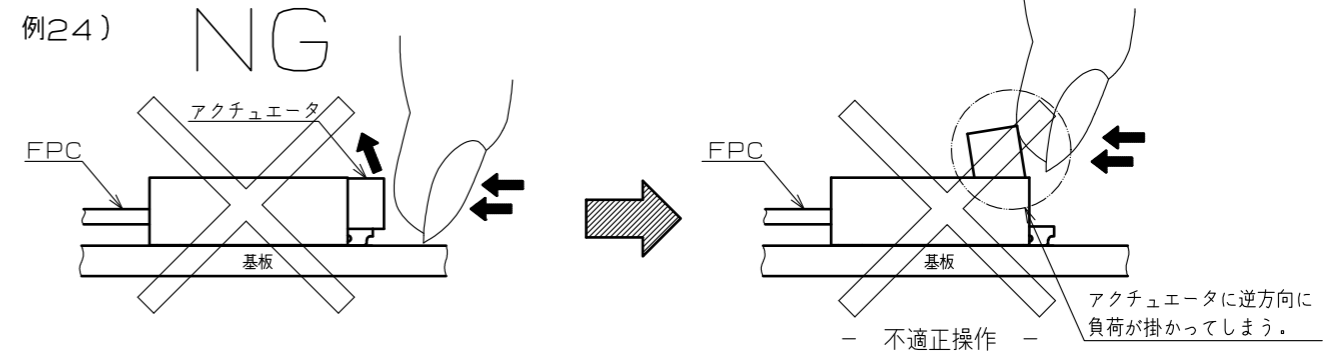 例24)
NG
アクチュエータ
FPC
基板
FPC
基板
アクチュエータに逆方向に
負荷が掛かってしまう。
- 不適正操作 -